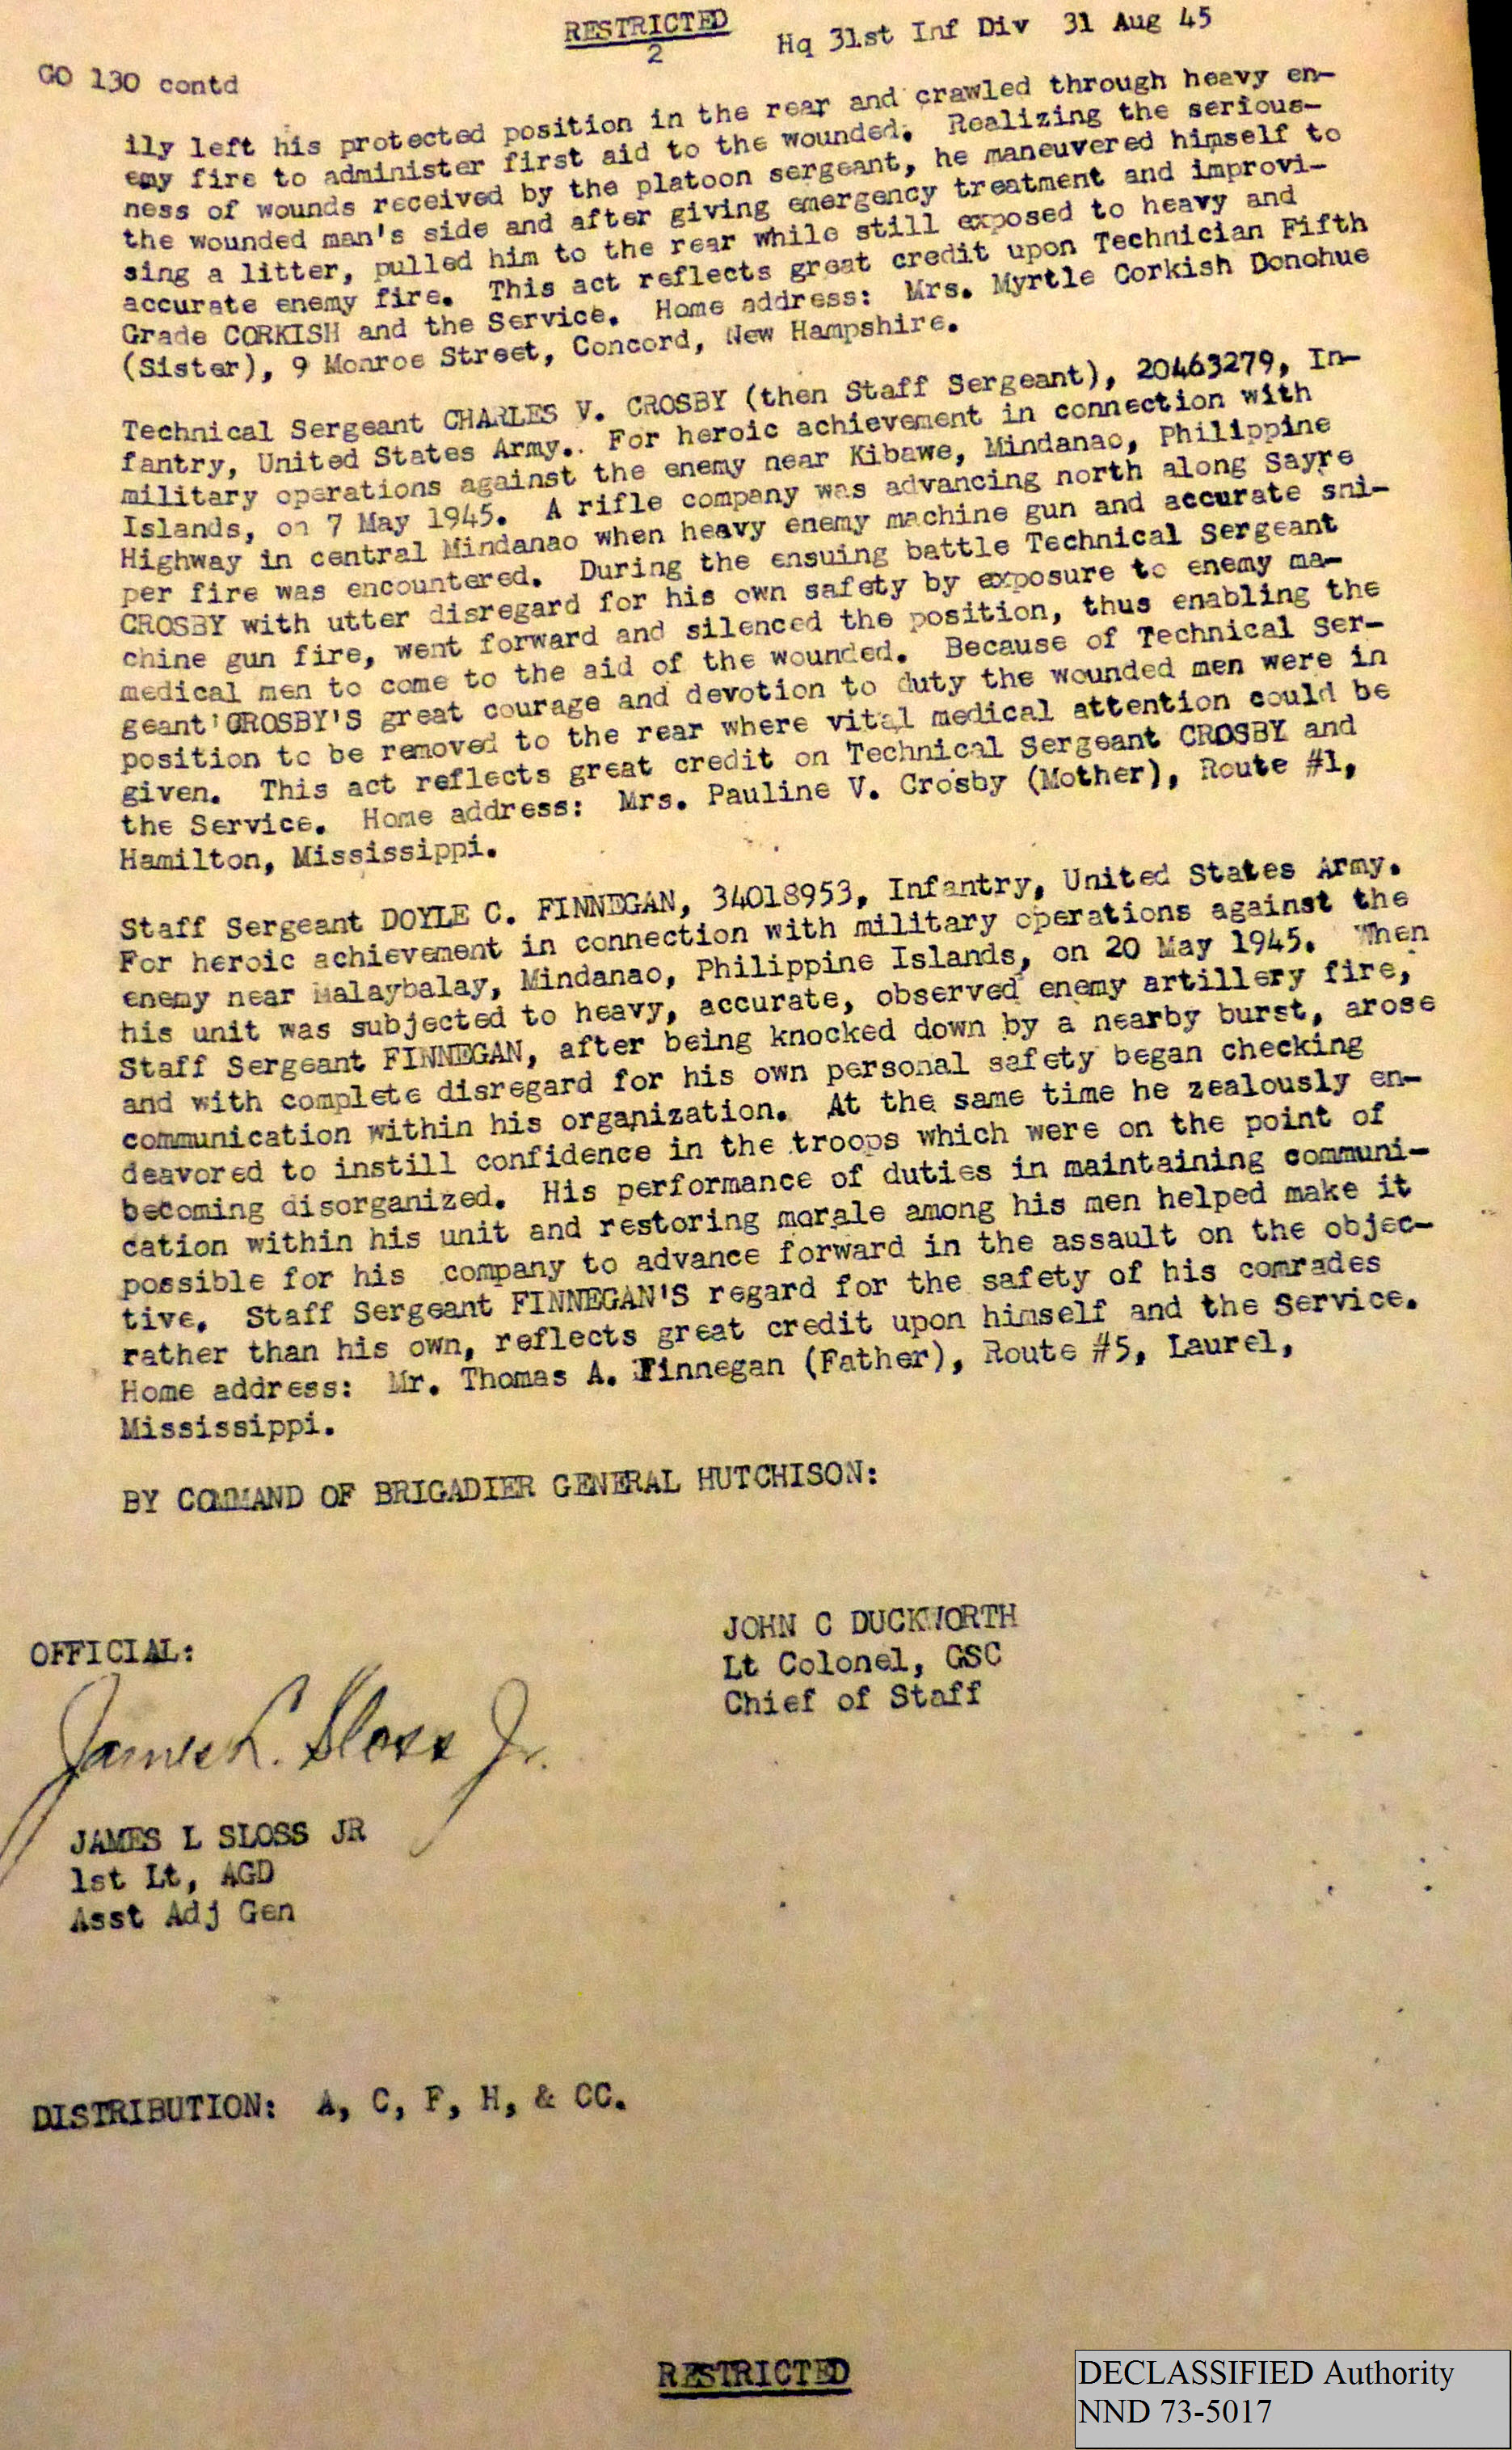 RESTRICTED
2
Hq 31st Inf Div 31 Aug 45
GO 130 contd
ily left his protected position in the rear and crawled through heavy en-
emy fire to administer first aid to the wounded. Realizing the serious-
ness of wounds received by the platoon sergeant, he maneuvered himself to
the wounded man's side and after giving emergency treatment and improvi-
sing a litter, pulled him to the rear while still exposed to heavy and
accurate enemy fire. This act reflects great credit upon Technician Fifth
Grade CORKISH and the Service. Home address: Mrs. Myrtle Corkish Donohue
(Sister), 9 Monroe Street, Concord, New Hampshire.
Technical Sergeant CHARLES V. CROSBY (then Staff Sergeant), 20463279, In-
fantry, United States Army. For heroic achievement in connection with
military operations against the enemy near Kibawe, Mindanao, Philippine
Islands, on 7 May 1945. A rifle company was advancing north along Sayre
Highway in central Mindanao when heavy enemy machine gun and accurate sni-
per fire was encountered. During the ensuing battle Technical Sergeant
CROSBY with utter disregard for his own safety by exposure to enemy ma-
chine gun fire, went forward and silenced the position, thus enabling the
medical men to come to the aid of the wounded. Because of Technical Ser-
geant CROSBY'S great courage and devotion to duty the wounded men were in
position to be removed to the rear where vital medical attention could be
given. This act reflects great credit on Technical Sergeant CROSBY and
the Service. Home address: Mrs. Pauline V. Crosby (Mother), Route #1,
Hamilton, Mississippi.
Staff Sergeant DOYLE C. FINNEGAN, 34018953, Infantry, United States Army.
For heroic achievement in connection with military operations against the
enemy near Malaybalay, Mindanao, Philippine Islands, on 20 May 1945. When
his unit was subjected to heavy, accurate, observed enemy artillery fire,
Staff Sergeant FINNEGAN, after being knocked down by a nearby burst, arose
and with complete disregard for his own personal safety began checking
communication within his organization. At the same time he zealously en-
deavored to instill confidence in the troops which were on the point of
becoming disorganized. His performance of duties in maintaining communi-
cation within his unit and restoring morale among his men helped make it
possible for his company to advance forward in the assault on the objec-
tive. Staff Sergeant FINNEGAN'S regard for the safety of his comrades
rather than his own, reflects great credit upon himself and the Service.
Home address: Mr. Thomas A. Finnegan (Father), Route #5, Laurel,
Mississippi.
BY COMMAND OF BRIGADIER GENERAL HUTCHISON:
JOHN C DUCKWORTH
Lt Colonel, GSC
Chief of Staff
OFFICIAL:
James L. Sloss Jr.
JAMES L SLOSS JR
1st Lt, AGD
Asst Adj Gen
DISTRIBUTION: A, C, F, H, & CC.
RESTRICTED
DECLASSIFIED Authority
NND 73-5017